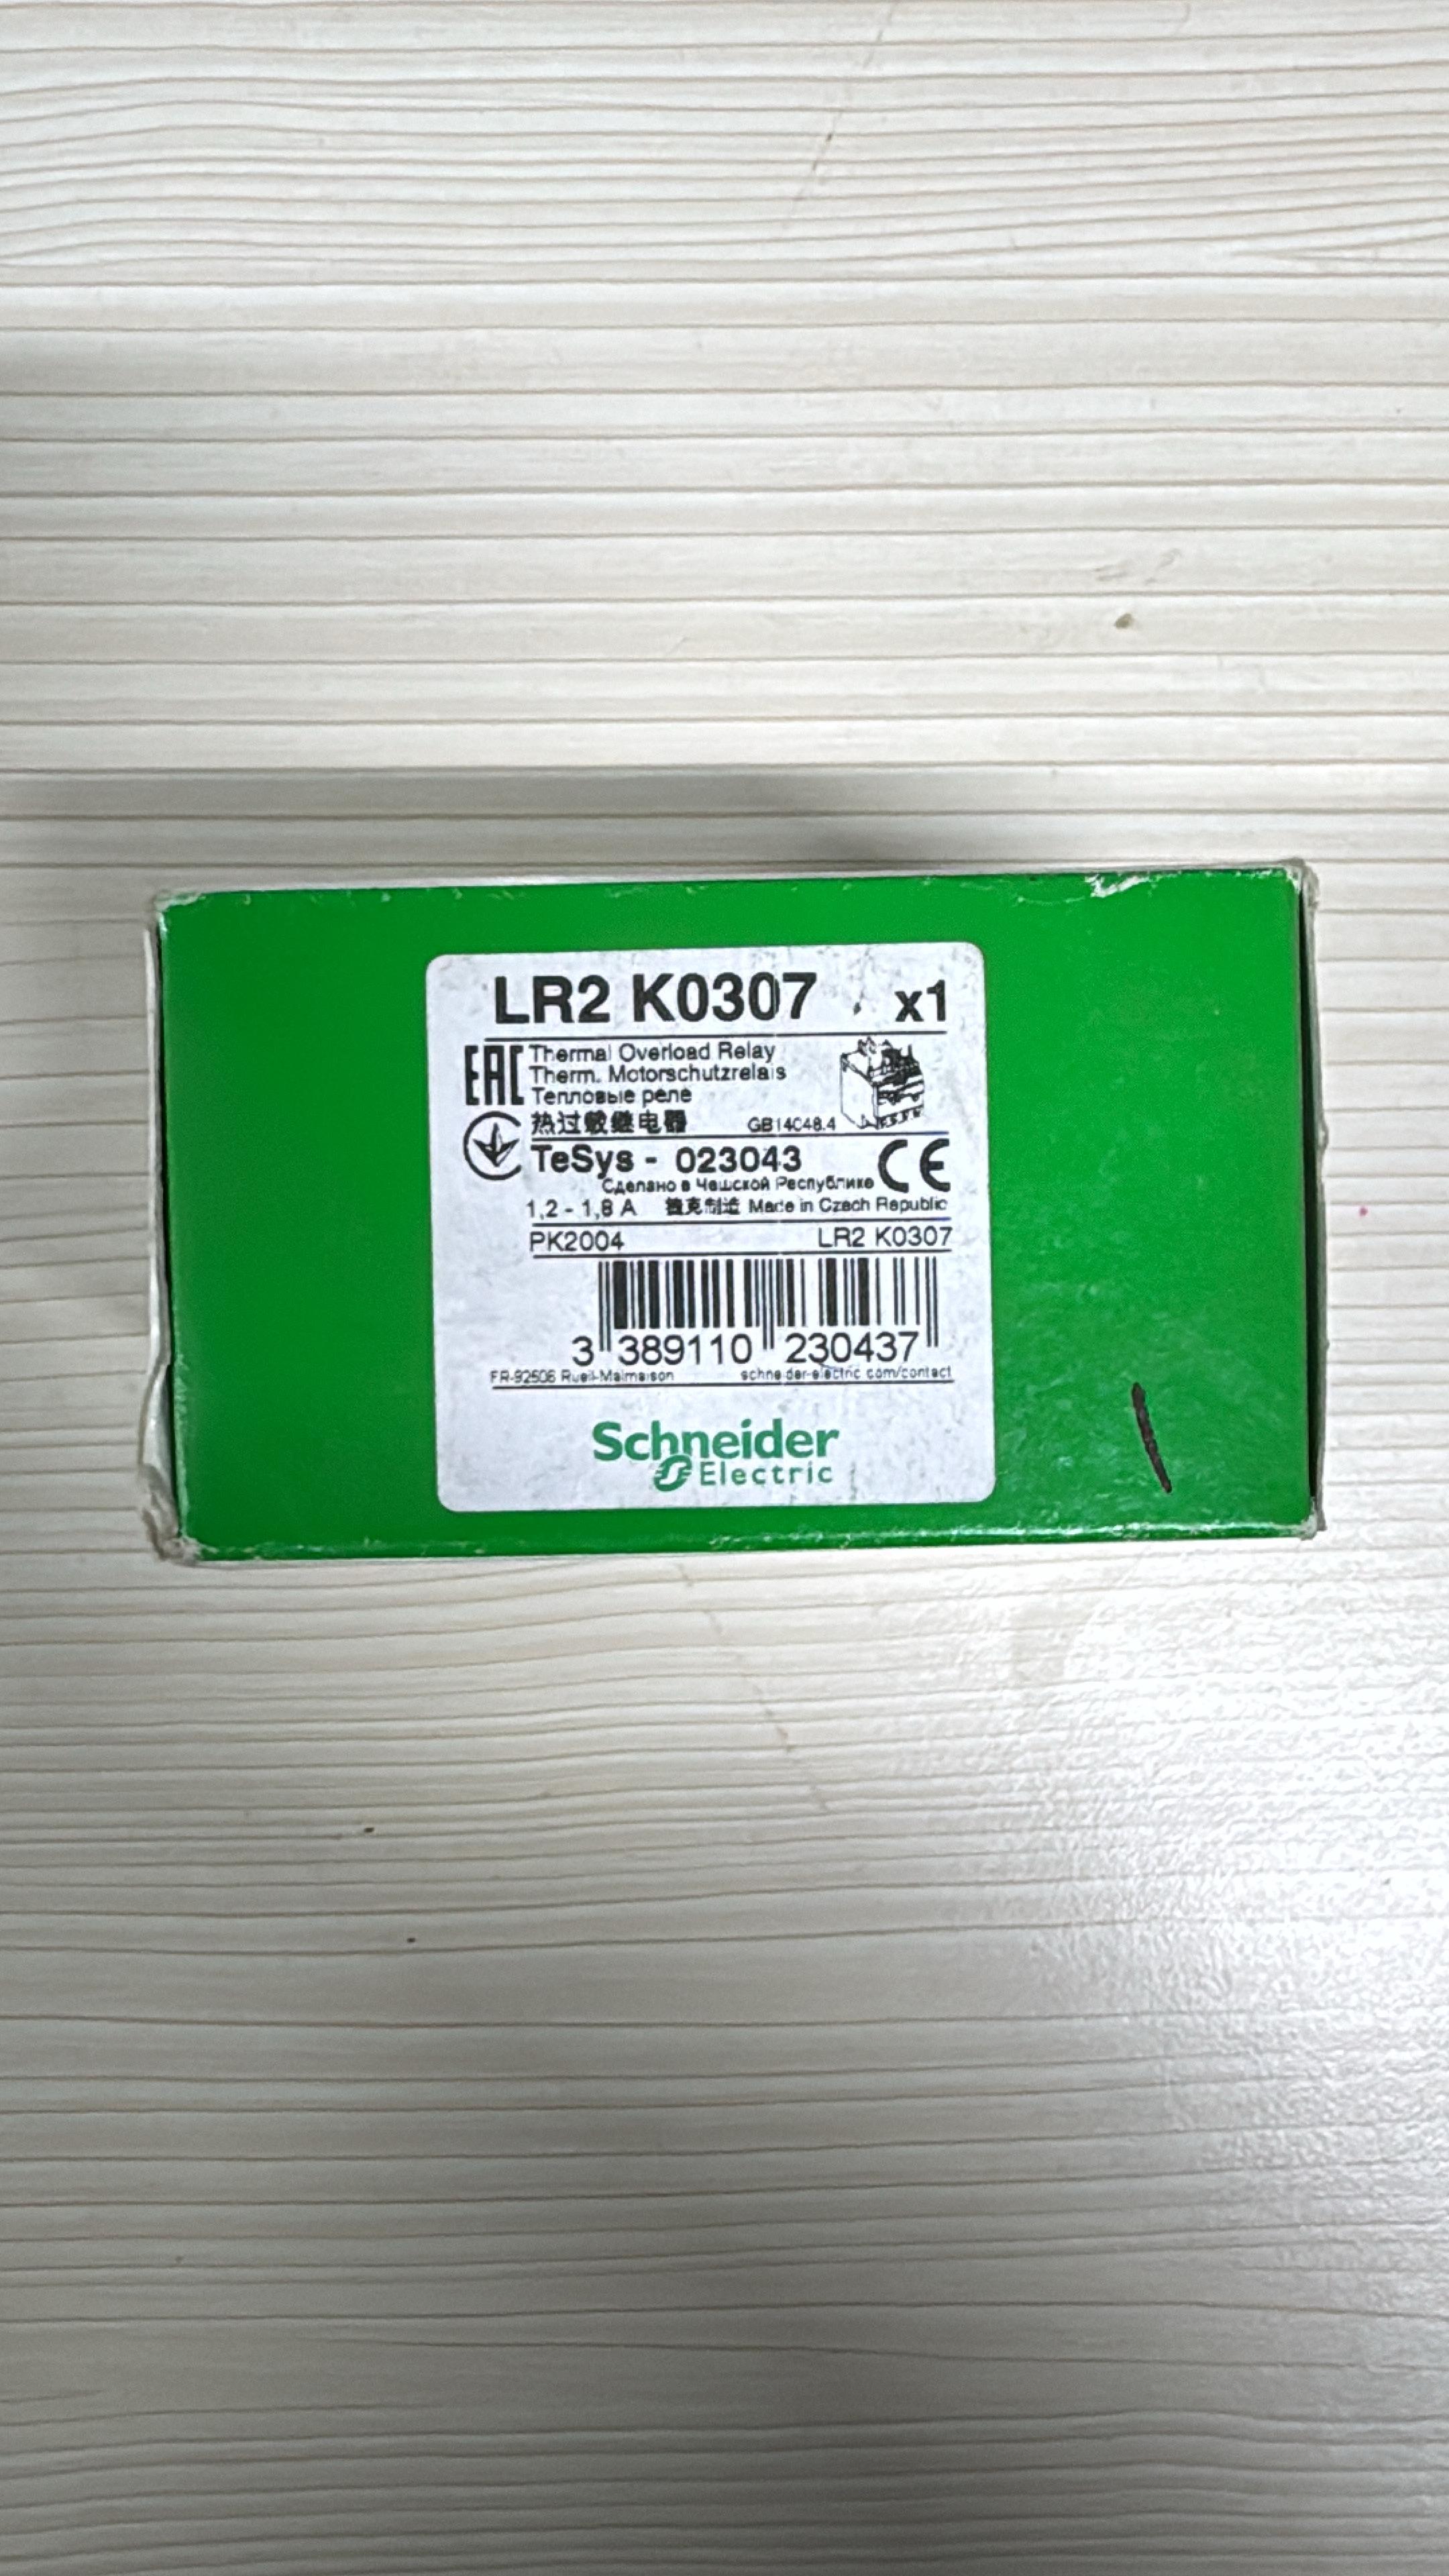 LR2 K0307 x1
EAC Thermal Overload Relay
Therm. Motorschutzrelais
Тепловые реле
热过敏继电器 GB14048.4
TeSys - 023043 CE
Сделано в Чешской Республике
1,2 - 1,8 A 捷克制造 Made in Czech Republic
PK2004 LR2 K0307
3 389110 230437
FR-92506 Rueil-Malmaison schneider-electric.com/contact
Schneider
Electric